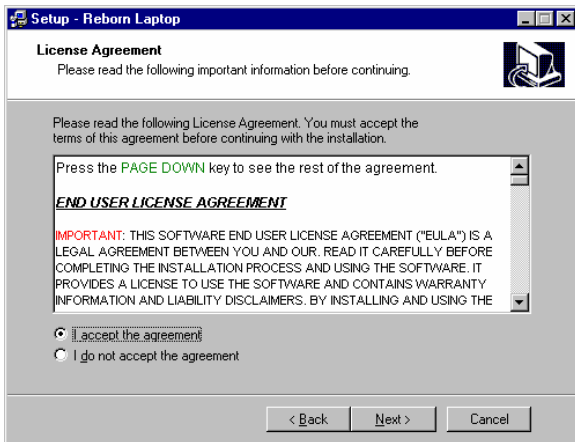 Setup - Reborn Laptop
License Agreement
Please read the following important information before continuing.
Please read the following License Agreement. You must accept the
terms of this agreement before continuing with the installation.
Press the PAGE DOWN key to see the rest of the agreement.
END USER LICENSE AGREEMENT
IMPORTANT: THIS SOFTWARE END USER LICENSE AGREEMENT ("EULA") IS A
LEGAL AGREEMENT BETWEEN YOU AND OUR. READ IT CAREFULLY BEFORE
COMPLETING THE INSTALLATION PROCESS AND USING THE SOFTWARE. IT
PROVIDES A LICENSE TO USE THE SOFTWARE AND CONTAINS WARRANTY
INFORMATION AND LIABILITY DISCLAIMERS. BY INSTALLING AND USING THE
I accept the agreement
I do not accept the agreement
< Back Next > Cancel